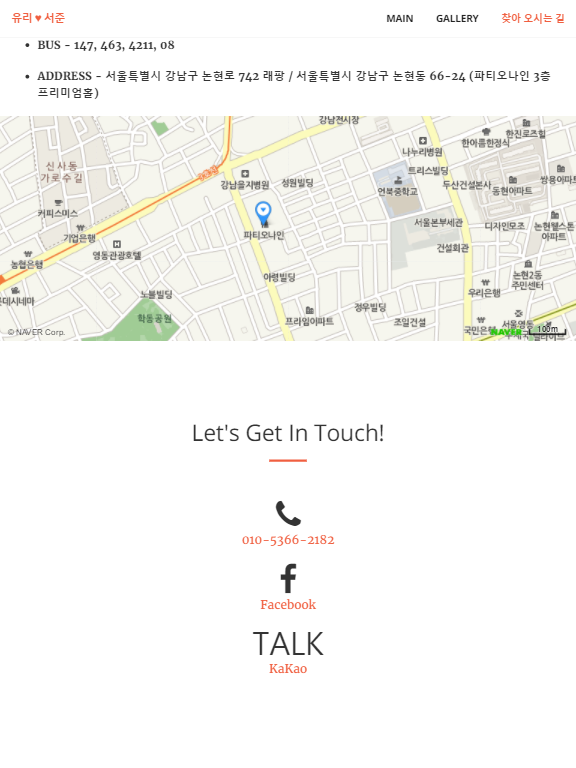 유리 ♥ 서준
MAIN
GALLERY
찾아 오시는 길
BUS - 147, 463, 4211, 08
ADDRESS - 서울특별시 강남구 논현로 742 래팡 / 서울특별시 강남구 논현동 66-24 (파티오나인 3층
프리미엄홀)
강남전시장
한진로즈힐
한아름한정식
나누리병원
트리스빌딩
쌍용아파트
신사동
가로수길
강남을지병원
성원빌딩
언북중학교
두산건설본사
동현아파트
커피스미스
기업은행
파티오나인
서울본부세관
디자인모조
논현웰스톤
아파트
영동관광호텔
건설회관
농협은행
아령빌딩
논현2동
주민센터
롯데시네마
노블빌딩
우리은행
학동공원
프라임아파트
정우빌딩
조일건설
국민은행
서울영동
© NAVER Corp.
NAVER
100m
Let's Get In Touch!
010-5366-2182
Facebook
TALK
KaKao